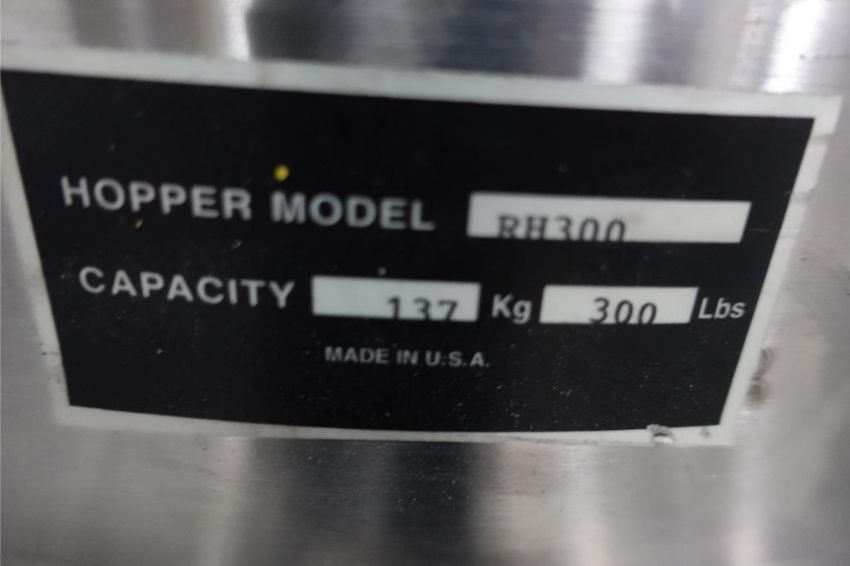 HOPPER MODEL RH300
CAPACITY 137 Kg 300 Lbs
MADE IN U.S.A.